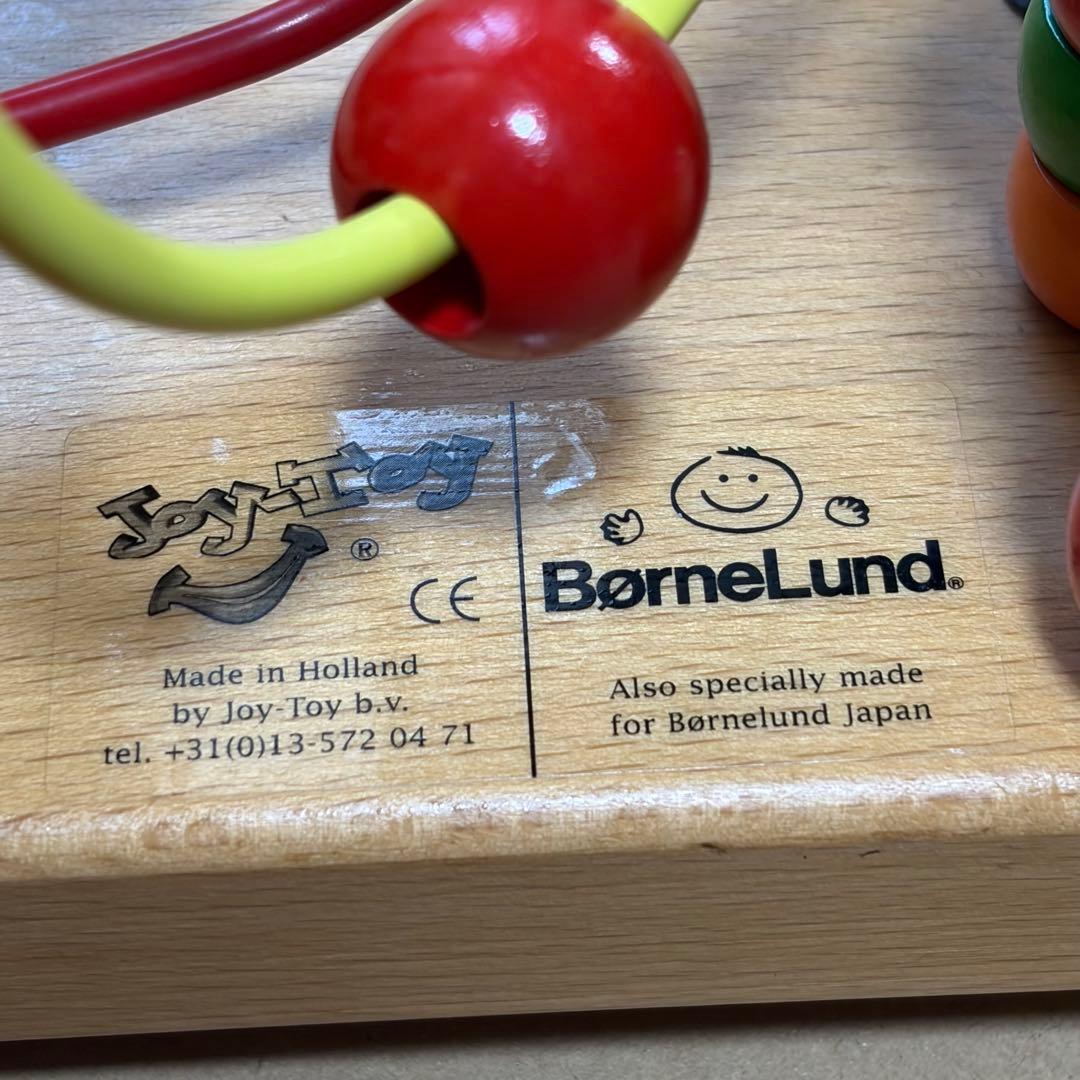 Joy-Toy
®
CE
Made in Holland
by Joy-Toy b.v.
tel. +31(0)13-572 04 71
BørneLund®
Also specially made
for Børnelund Japan